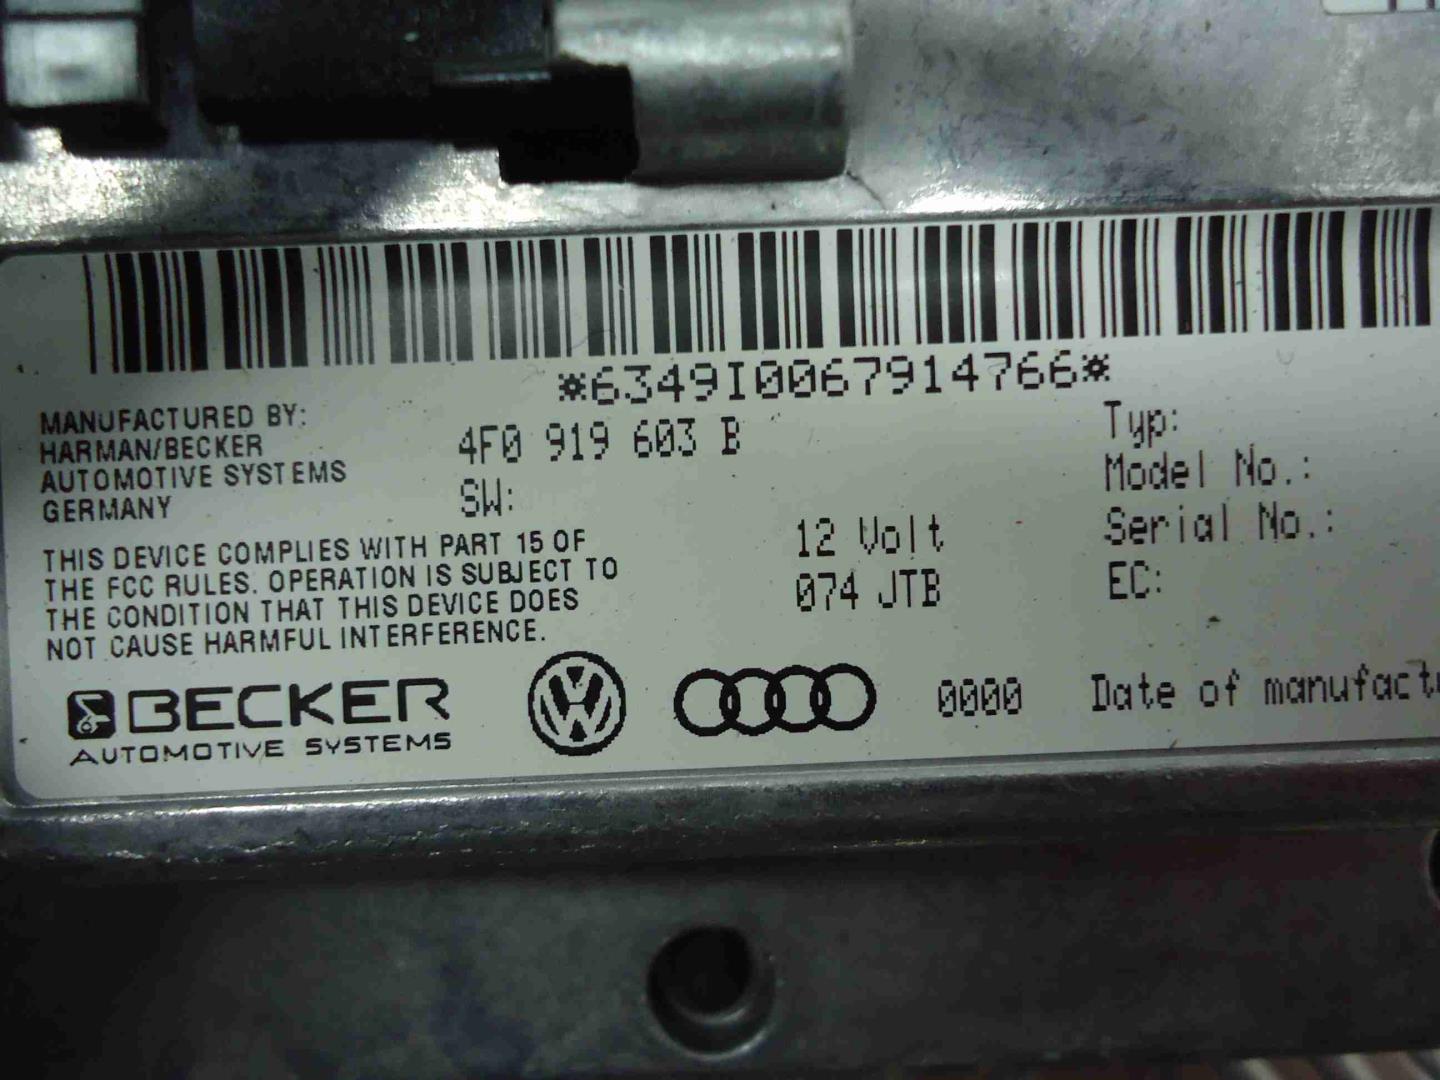 *6349I0067914766*
MANUFACTURED BY:
HARMAN/BECKER
AUTOMOTIVE SYSTEMS
GERMANY
4F0 919 603 B
SW:
THIS DEVICE COMPLIES WITH PART 15 OF
THE FCC RULES. OPERATION IS SUBJECT TO
THE CONDITION THAT THIS DEVICE DOES
NOT CAUSE HARMFUL INTERFERENCE.
12 Volt
074 JTB
Typ:
Model No.:
Serial No.:
EC:
BECKER
AUTOMOTIVE SYSTEMS
VW
0000
Date of manufact